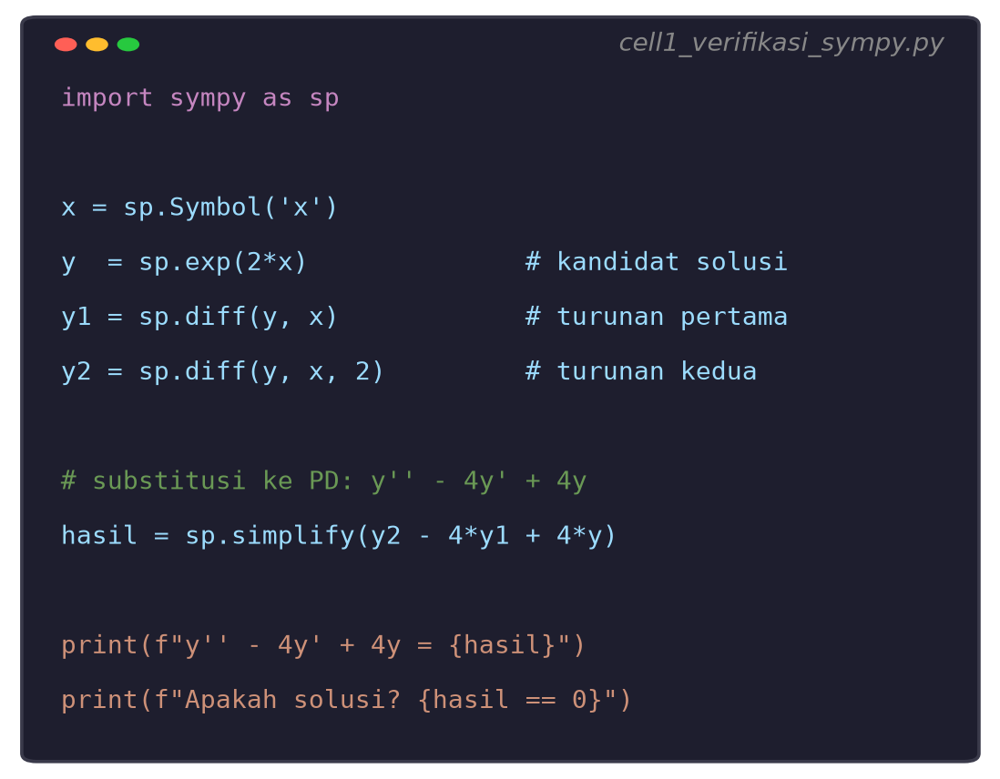 cell1_verifikasi_sympy.py
import sympy as sp
x = sp.Symbol('x')
y  = sp.exp(2*x)              # kandidat solusi
y1 = sp.diff(y, x)            # turunan pertama
y2 = sp.diff(y, x, 2)         # turunan kedua
# substitusi ke PD: y'' - 4y' + 4y
hasil = sp.simplify(y2 - 4*y1 + 4*y)
print(f"y'' - 4y' + 4y = {hasil}")
print(f"Apakah solusi? {hasil == 0}")